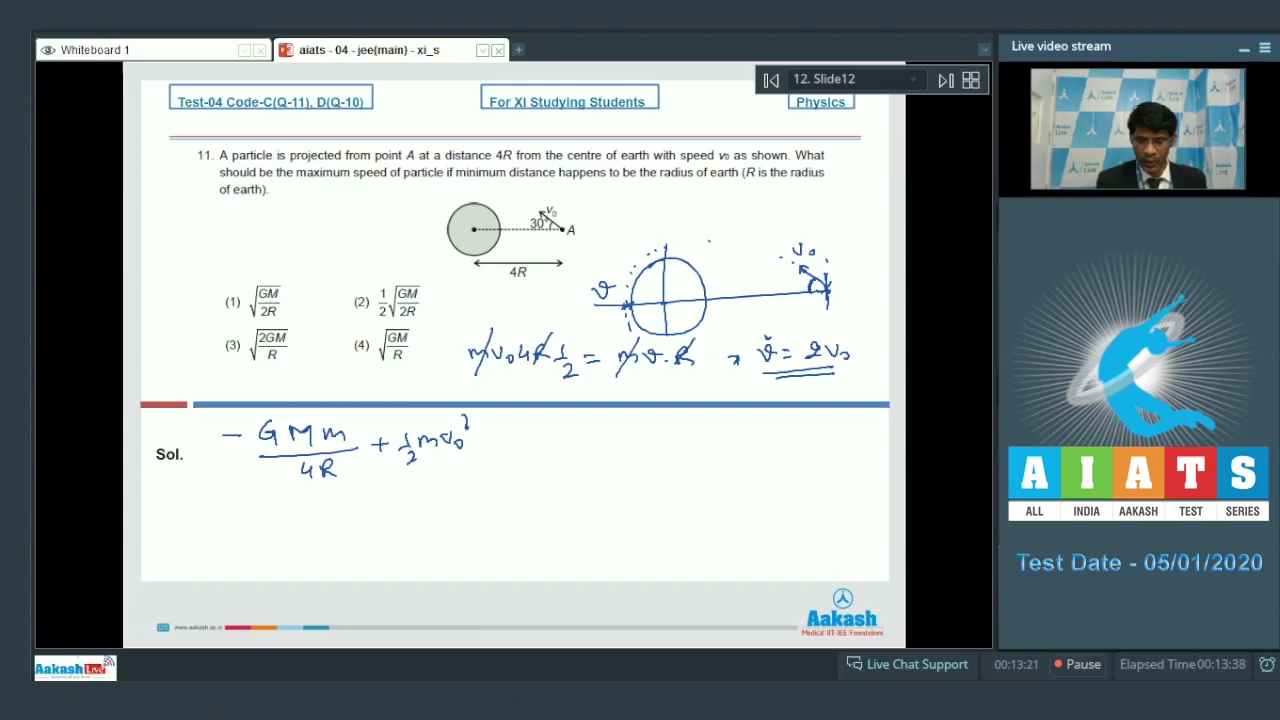 Whiteboard 1
aiats - 04 - jee(main) - xi_s
Live video stream
12. Slide12
Test-04 Code-C(Q-11), D(Q-10)
For XI Studying Students
Physics
11. A particle is projected from point A at a distance 4R from the centre of earth with speed v₀ as shown. What
should be the maximum speed of particle if minimum distance happens to be the radius of earth (R is the radius
of earth).
v₀
30°
A
4R
v₀
ϑ
(1) √(GM/2R)
(2) 1/2 √(GM/2R)
(3) √(2GM/R)
(4) √(GM/R)
mv₀4R 1/2 = mϑ.R , ϑ = 2v₀
Sol.
- GMm/4R + 1/2 mv₀²
AIATS
ALL INDIA AAKASH TEST SERIES
Test Date - 05/01/2020
www.aakash.ac.in
Aakash
Medical|IIT-JEE|Foundations
Aakash Live
Live Chat Support
00:13:21
Pause
Elapsed Time 00:13:38